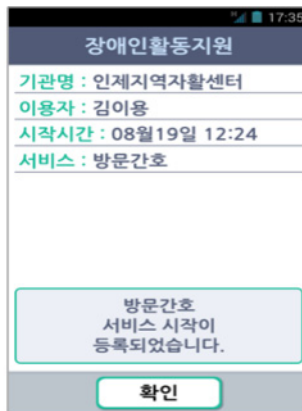 17:35
장애인활동지원
기관명 : 인제지역자활센터
이용자 : 김이용
시작시간 : 08월19일 12:24
서비스 : 방문간호
방문간호
서비스 시작이
등록되었습니다.
확인